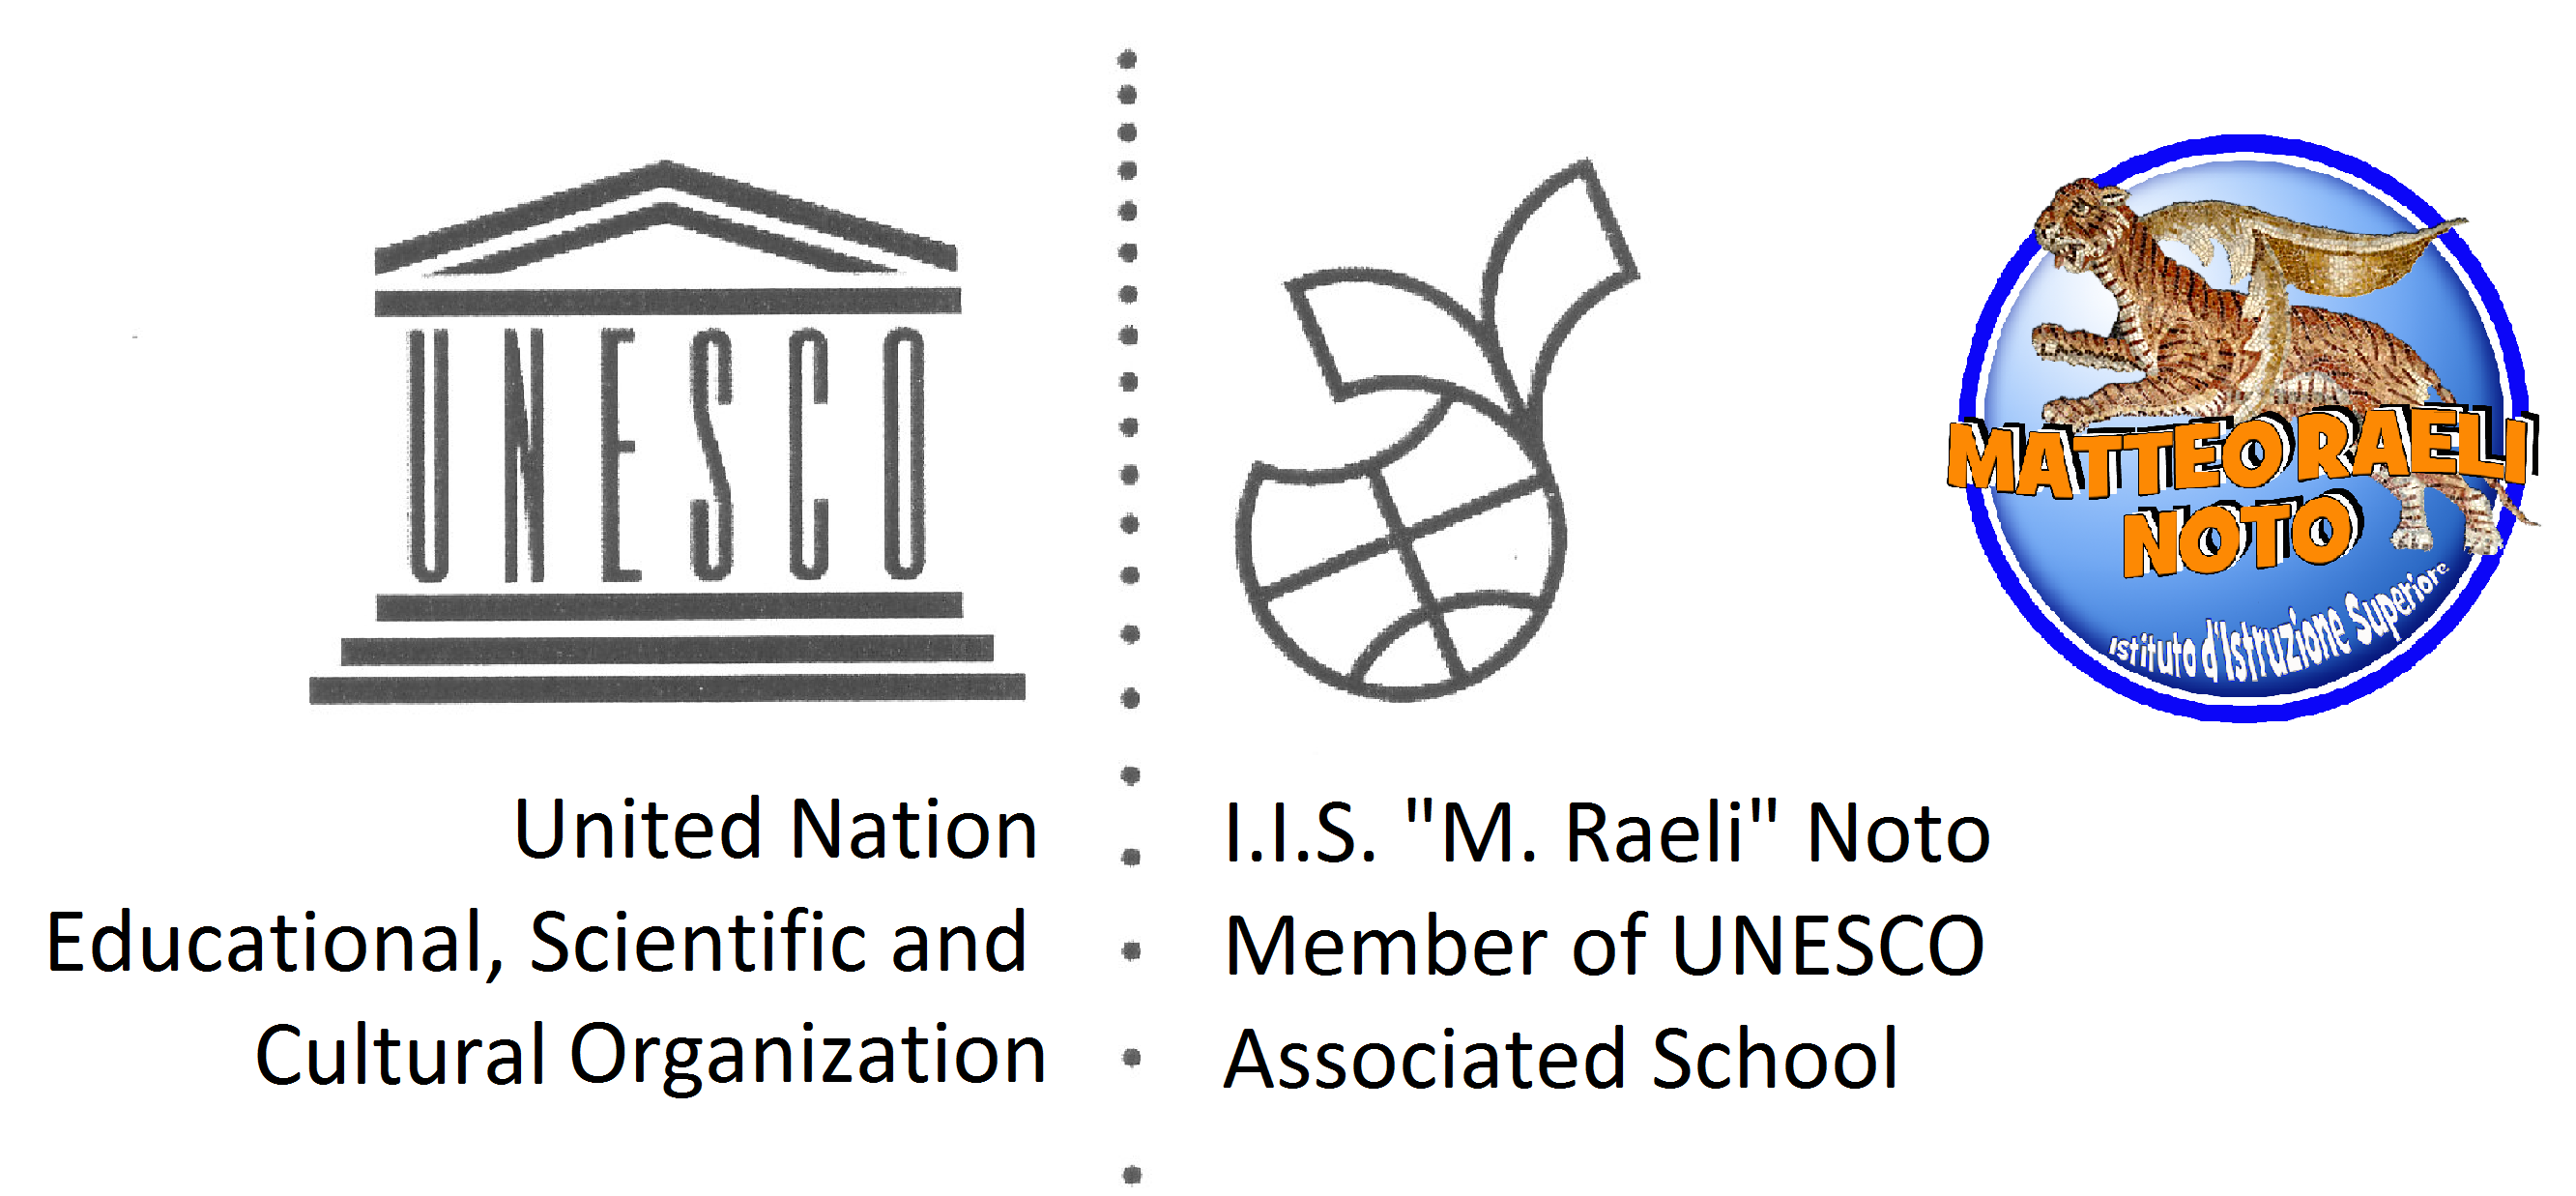 UNESCO
United Nation
Educational, Scientific and
Cultural Organization
I.I.S. "M. Raeli" Noto
Member of UNESCO
Associated School
MATTEO RAELI
NOTO
Istituto d'Istruzione Superiore